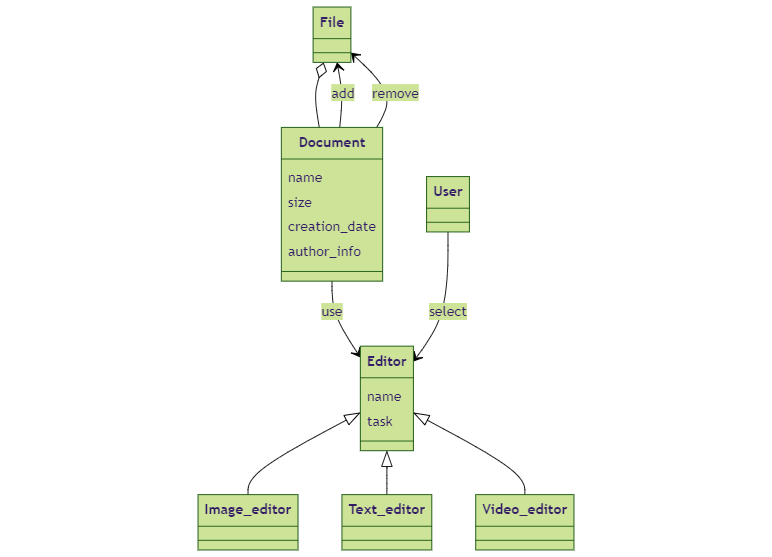 File
add
remove
Document
name
size
creation_date
author_info
User
use
select
Editor
name
task
Image_editor
Text_editor
Video_editor